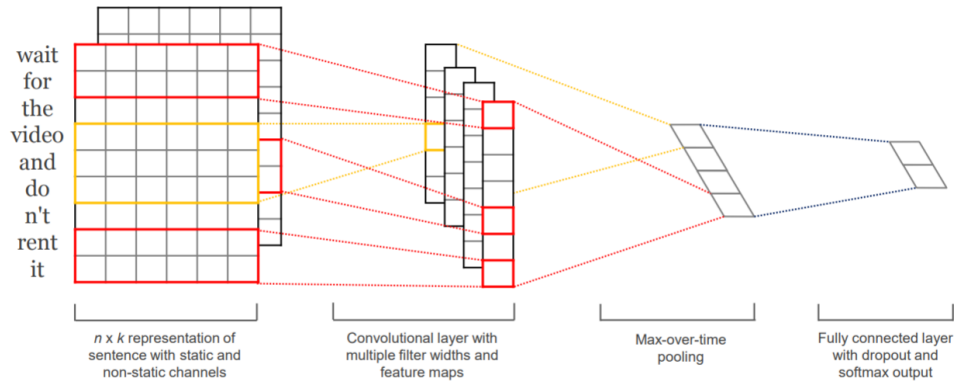 wait
for
the
video
and
do
n't
rent
it
n x k representation of
sentence with static and
non-static channels
Convolutional layer with
multiple filter widths and
feature maps
Max-over-time
pooling
Fully connected layer
with dropout and
softmax output